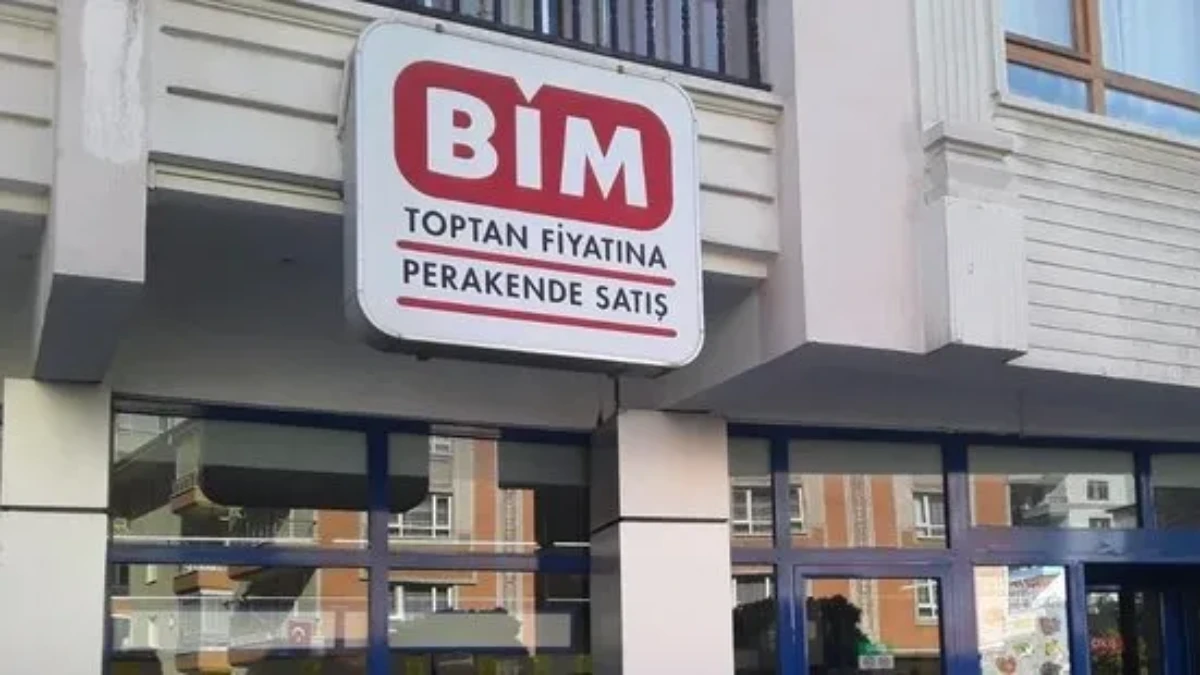 BİM
TOPTAN FİYATINA
PERAKENDE SATIŞ